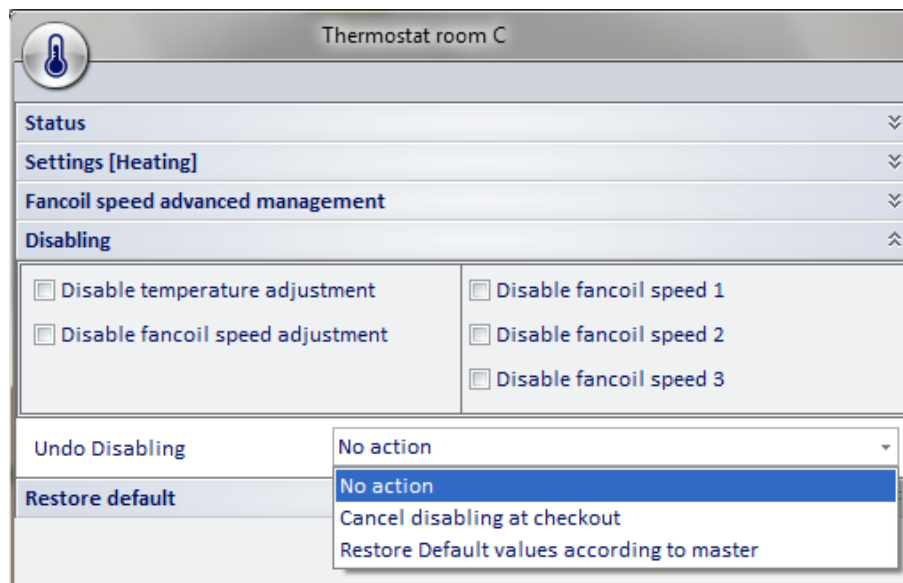 Thermostat room C
Status
Settings [Heating]
Fancoil speed advanced management
Disabling
Disable temperature adjustment
Disable fancoil speed adjustment
Disable fancoil speed 1
Disable fancoil speed 2
Disable fancoil speed 3
Undo Disabling
No action
No action
Cancel disabling at checkout
Restore Default values according to master
Restore default